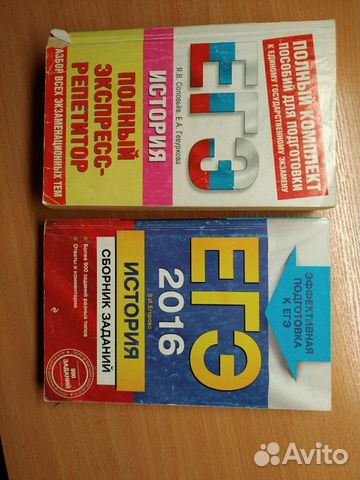 Я.В. Соловьёв, Е.А. Гевуркова
ЕГЭ
ИСТОРИЯ
ПОЛНЫЙ
ЭКСПРЕСС-
РЕПЕТИТОР
РАЗБОР ВСЕХ ЭКЗАМЕНАЦИОННЫХ ТЕМ
ПОЛНЫЙ КОМПЛЕКТ
ПОСОБИЙ ДЛЯ ПОДГОТОВКИ
К ЕДИНОМУ ГОСУДАРСТВЕННОМУ ЭКЗАМЕНУ
ЭФФЕКТИВНАЯ
ПОДГОТОВКА
К ЕГЭ
ЕГЭ
2016
В.И. Егорова
ИСТОРИЯ
СБОРНИК ЗАДАНИЙ
• Более 900 заданий разных типов
• Ответы и комментарии
900
ЗАДАНИЙ
Avito